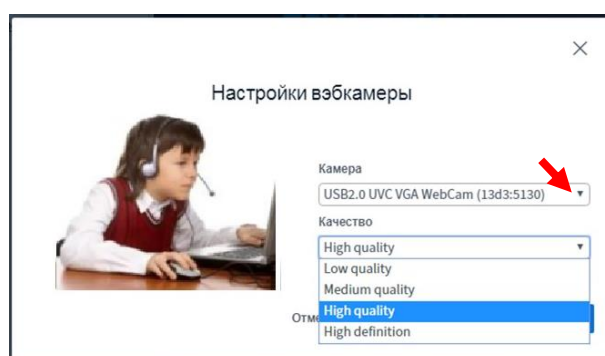 Настройки вэбкамеры
Камера
USB2.0 UVC VGA WebCam (13d3:5130)
Качество
High quality
Low quality
Medium quality
High quality
High definition